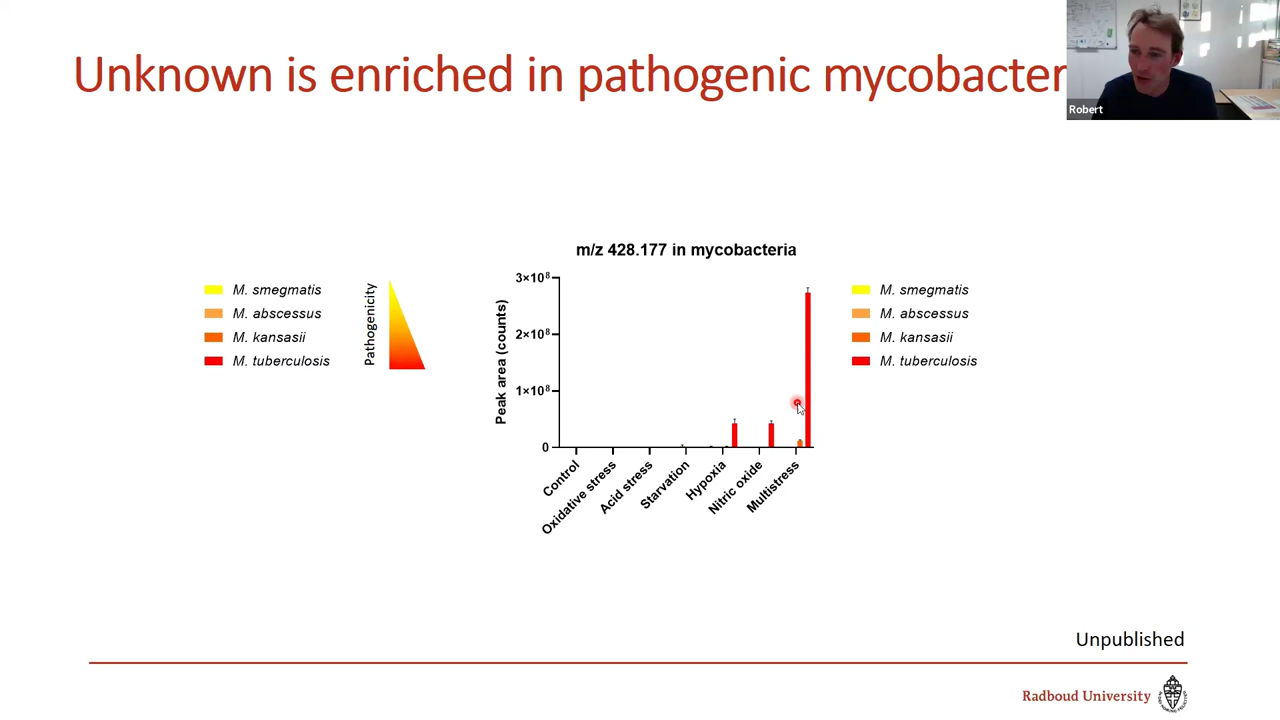 Unknown is enriched in pathogenic mycobacter
Robert
M. smegmatis
M. abscessus
M. kansasii
M. tuberculosis
Pathogenicity
m/z 428.177 in mycobacteria
Peak area (counts)
3×10⁸
2×10⁸
1×10⁸
0
Control
Oxidative stress
Acid stress
Starvation
Hypoxia
Nitric oxide
Multistress
M. smegmatis
M. abscessus
M. kansasii
M. tuberculosis
Unpublished
Radboud University